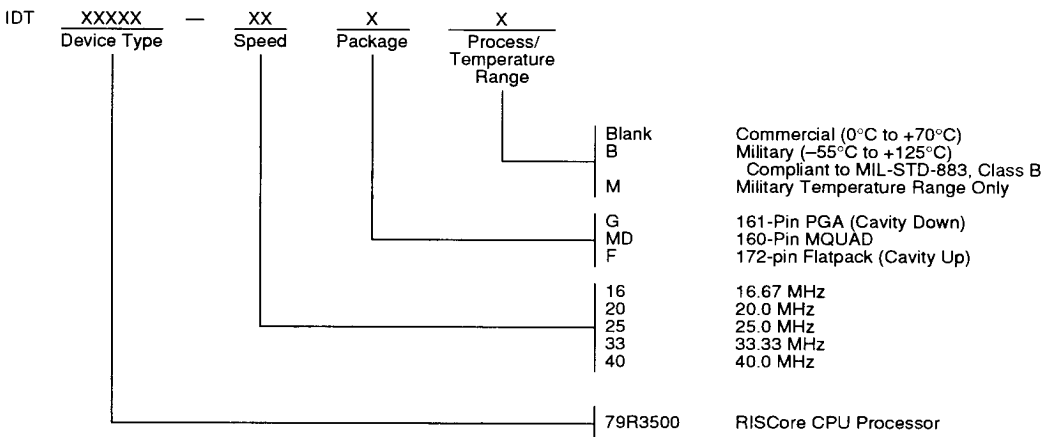 IDT XXXXX — XX X X
Device Type Speed Package Process/
Temperature
Range
Blank Commercial (0°C to +70°C)
B Military (–55°C to +125°C)
Compliant to MIL-STD-883, Class B
M Military Temperature Range Only
G 161-Pin PGA (Cavity Down)
MD 160-Pin MQUAD
F 172-pin Flatpack (Cavity Up)
16 16.67 MHz
20 20.0 MHz
25 25.0 MHz
33 33.33 MHz
40 40.0 MHz
79R3500 RISCore CPU Processor